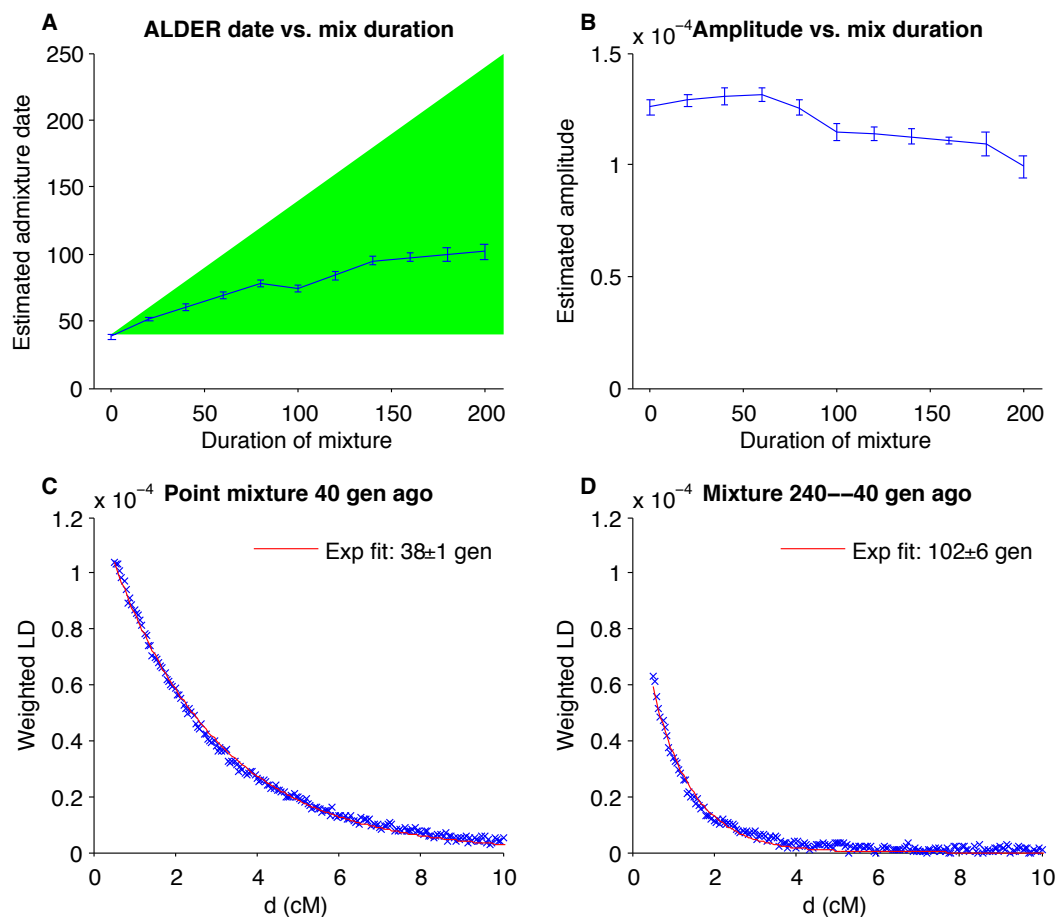 A
ALDER date vs. mix duration
250
200
150
100
50
0
0 50 100 150 200
Estimated admixture date
Duration of mixture
B
x 10-4 Amplitude vs. mix duration
1.5
1
0.5
0
0 50 100 150 200
Estimated amplitude
Duration of mixture
C
x 10-4 Point mixture 40 gen ago
1.2
1
0.8
0.6
0.4
0.2
0
0 2 4 6 8 10
Exp fit: 38±1 gen
Weighted LD
d (cM)
D
x 10-4 Mixture 240--40 gen ago
1.2
1
0.8
0.6
0.4
0.2
0
0 2 4 6 8 10
Exp fit: 102±6 gen
Weighted LD
d (cM)